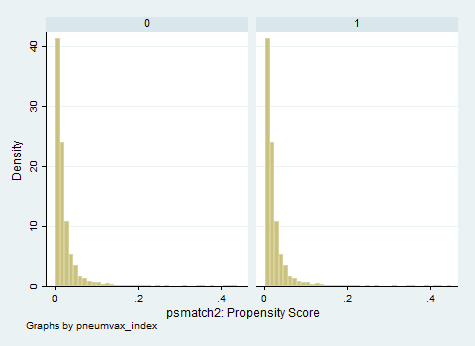 0 1
Density
0 10 20 30 40
0 .2 .4 0 .2 .4
psmatch2: Propensity Score
Graphs by pneumvax_index